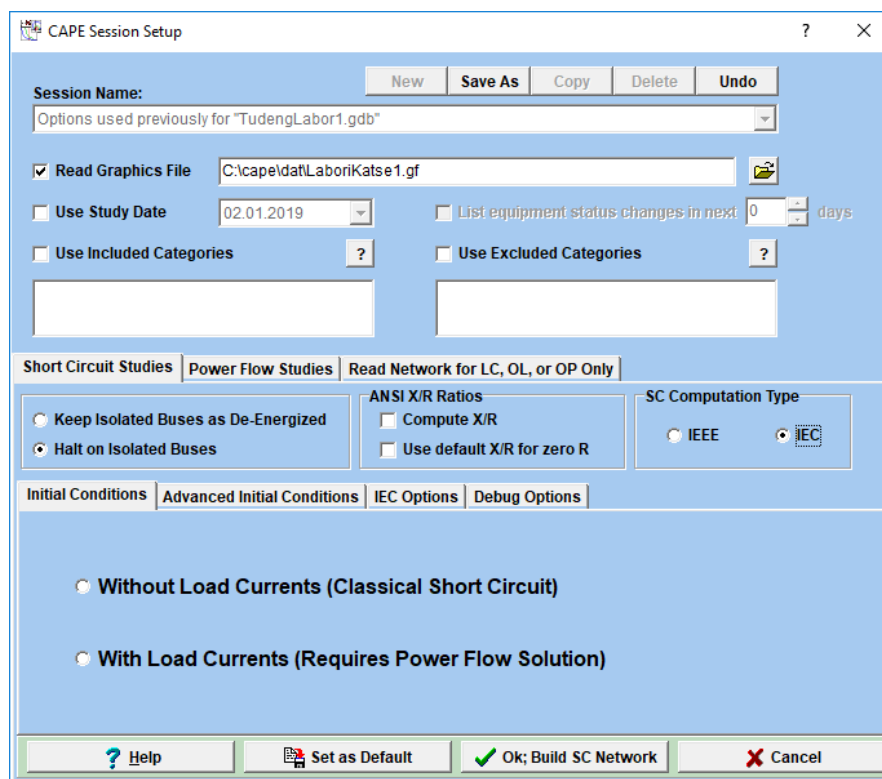 CAPE Session Setup
?
New Save As Copy Delete Undo
Session Name:
Options used previously for "TudengLabor1.gdb"
Read Graphics File C:\cape\dat\LaboriKatse1.gf
Use Study Date 02.01.2019 List equipment status changes in next 0 days
Use Included Categories ? Use Excluded Categories ?
Short Circuit Studies Power Flow Studies Read Network for LC, OL, or OP Only
ANSI X/R Ratios SC Computation Type
Keep Isolated Buses as De-Energized Compute X/R
IEEE IEC
Halt on Isolated Buses Use default X/R for zero R
Initial Conditions Advanced Initial Conditions IEC Options Debug Options
Without Load Currents (Classical Short Circuit)
With Load Currents (Requires Power Flow Solution)
? Help Set as Default Ok; Build SC Network Cancel